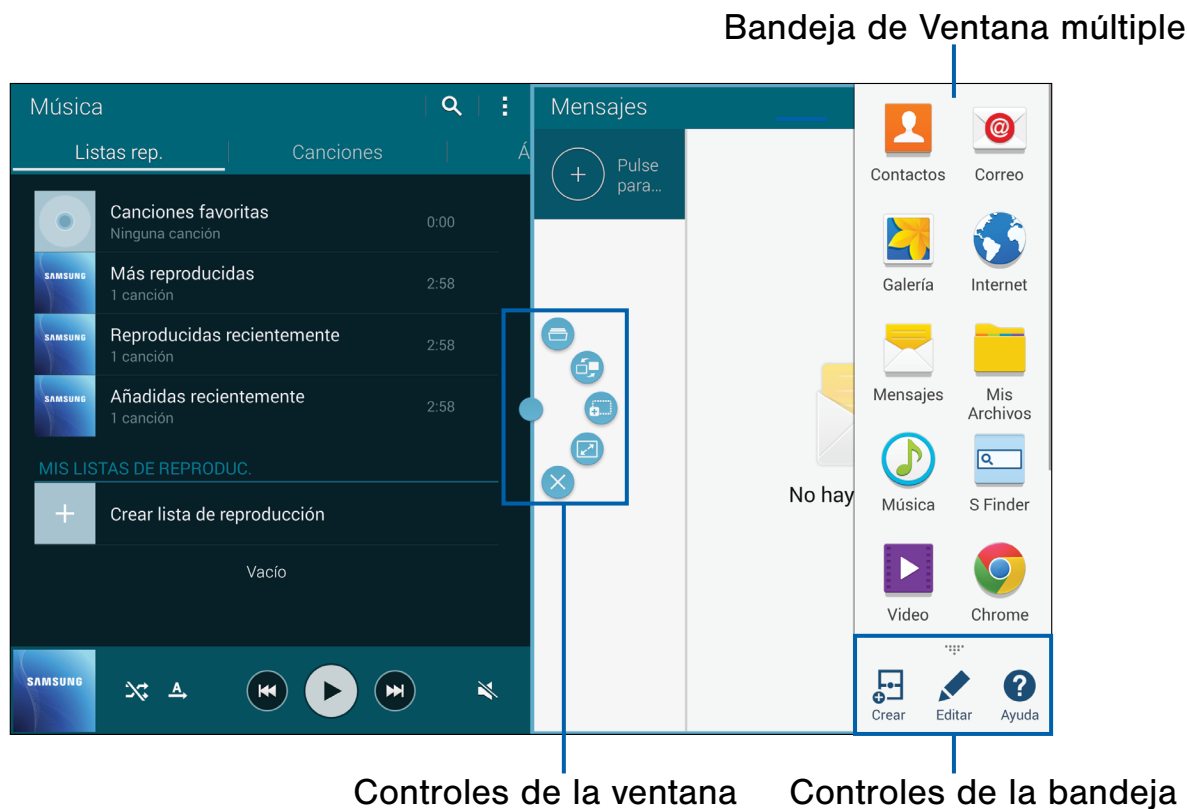 Bandeja de Ventana múltiple
Música
Listas rep.
Canciones
Á
Canciones favoritas
Ninguna canción
0:00
SAMSUNG
Más reproducidas
1 canción
2:58
SAMSUNG
Reproducidas recientemente
1 canción
2:58
SAMSUNG
Añadidas recientemente
1 canción
2:58
MIS LISTAS DE REPRODUC.
Crear lista de reproducción
Vacío
SAMSUNG
A
Mensajes
Pulse
para...
No hay
Contactos
Correo
Galería
Internet
Mensajes
Mis
Archivos
Música
S Finder
Video
Chrome
Crear
Editar
Ayuda
Controles de la ventana
Controles de la bandeja